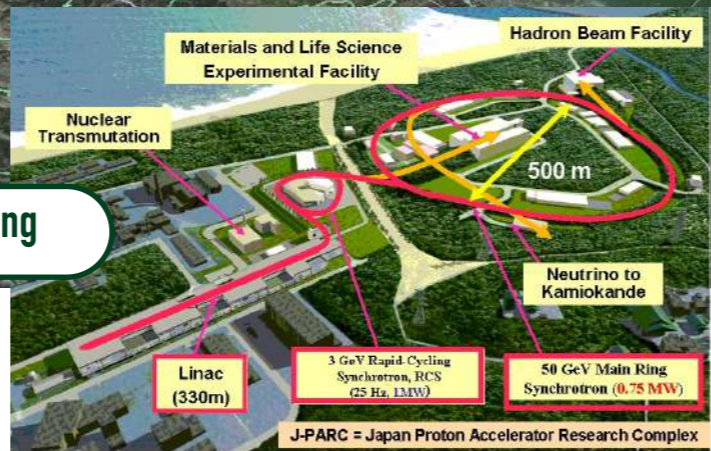 Hadron Beam Facility
Materials and Life Science
Experimental Facility
Nuclear
Transmutation
500 m
ng
Neutrino to
Kamiokande
Linac
(330m)
3 GeV Rapid-Cycling
Synchrotron, RCS
(25 Hz, 1MW)
50 GeV Main Ring
Synchrotron (0.75 MW)
J-PARC = Japan Proton Accelerator Research Complex